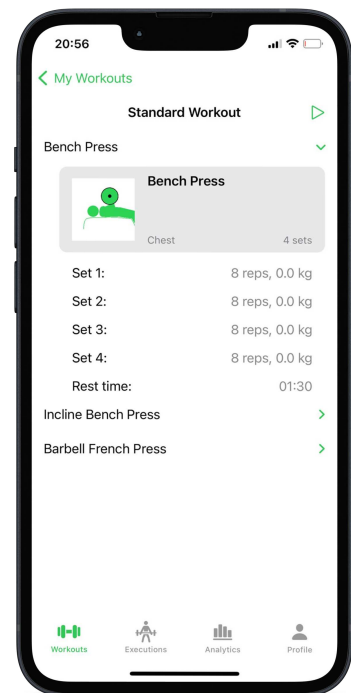 20:56
My Workouts
Standard Workout
Bench Press
Bench Press
Chest 4 sets
Set 1: 8 reps, 0.0 kg
Set 2: 8 reps, 0.0 kg
Set 3: 8 reps, 0.0 kg
Set 4: 8 reps, 0.0 kg
Rest time: 01:30
Incline Bench Press
Barbell French Press
Workouts Executions Analytics Profile